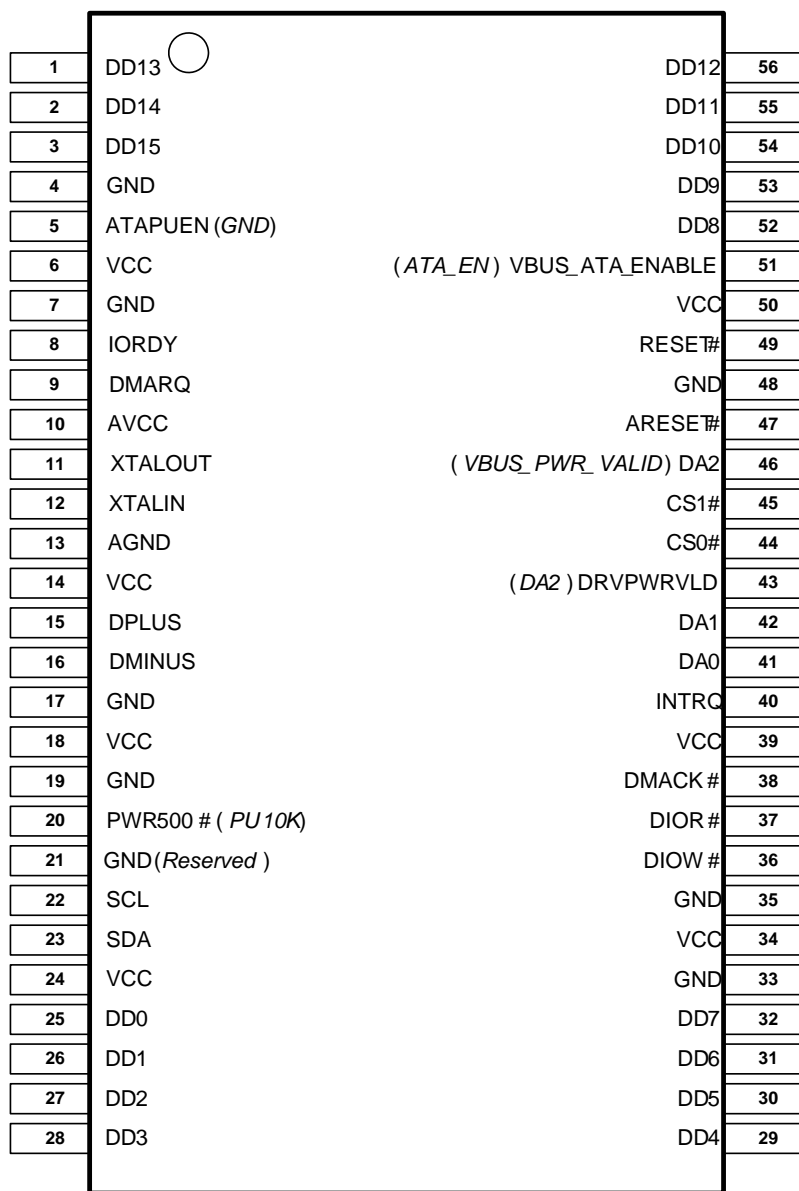 1 DD13 DD12 56
2 DD14 DD11 55
3 DD15 DD10 54
4 GND DD9 53
5 ATAPUEN (GND) DD8 52
6 VCC (ATA_EN) VBUS_ATA_ENABLE 51
7 GND VCC 50
8 IORDY RESET# 49
9 DMARQ GND 48
10 AVCC ARESET# 47
11 XTALOUT (VBUS_PWR_VALID) DA2 46
12 XTALIN CS1# 45
13 AGND CS0# 44
14 VCC (DA2) DRVPWRVLD 43
15 DPLUS DA1 42
16 DMINUS DA0 41
17 GND INTRQ 40
18 VCC VCC 39
19 GND DMACK # 38
20 PWR500 # ( PU10K) DIOR # 37
21 GND(Reserved ) DIOW # 36
22 SCL GND 35
23 SDA VCC 34
24 VCC GND 33
25 DD0 DD7 32
26 DD1 DD6 31
27 DD2 DD5 30
28 DD3 DD4 29